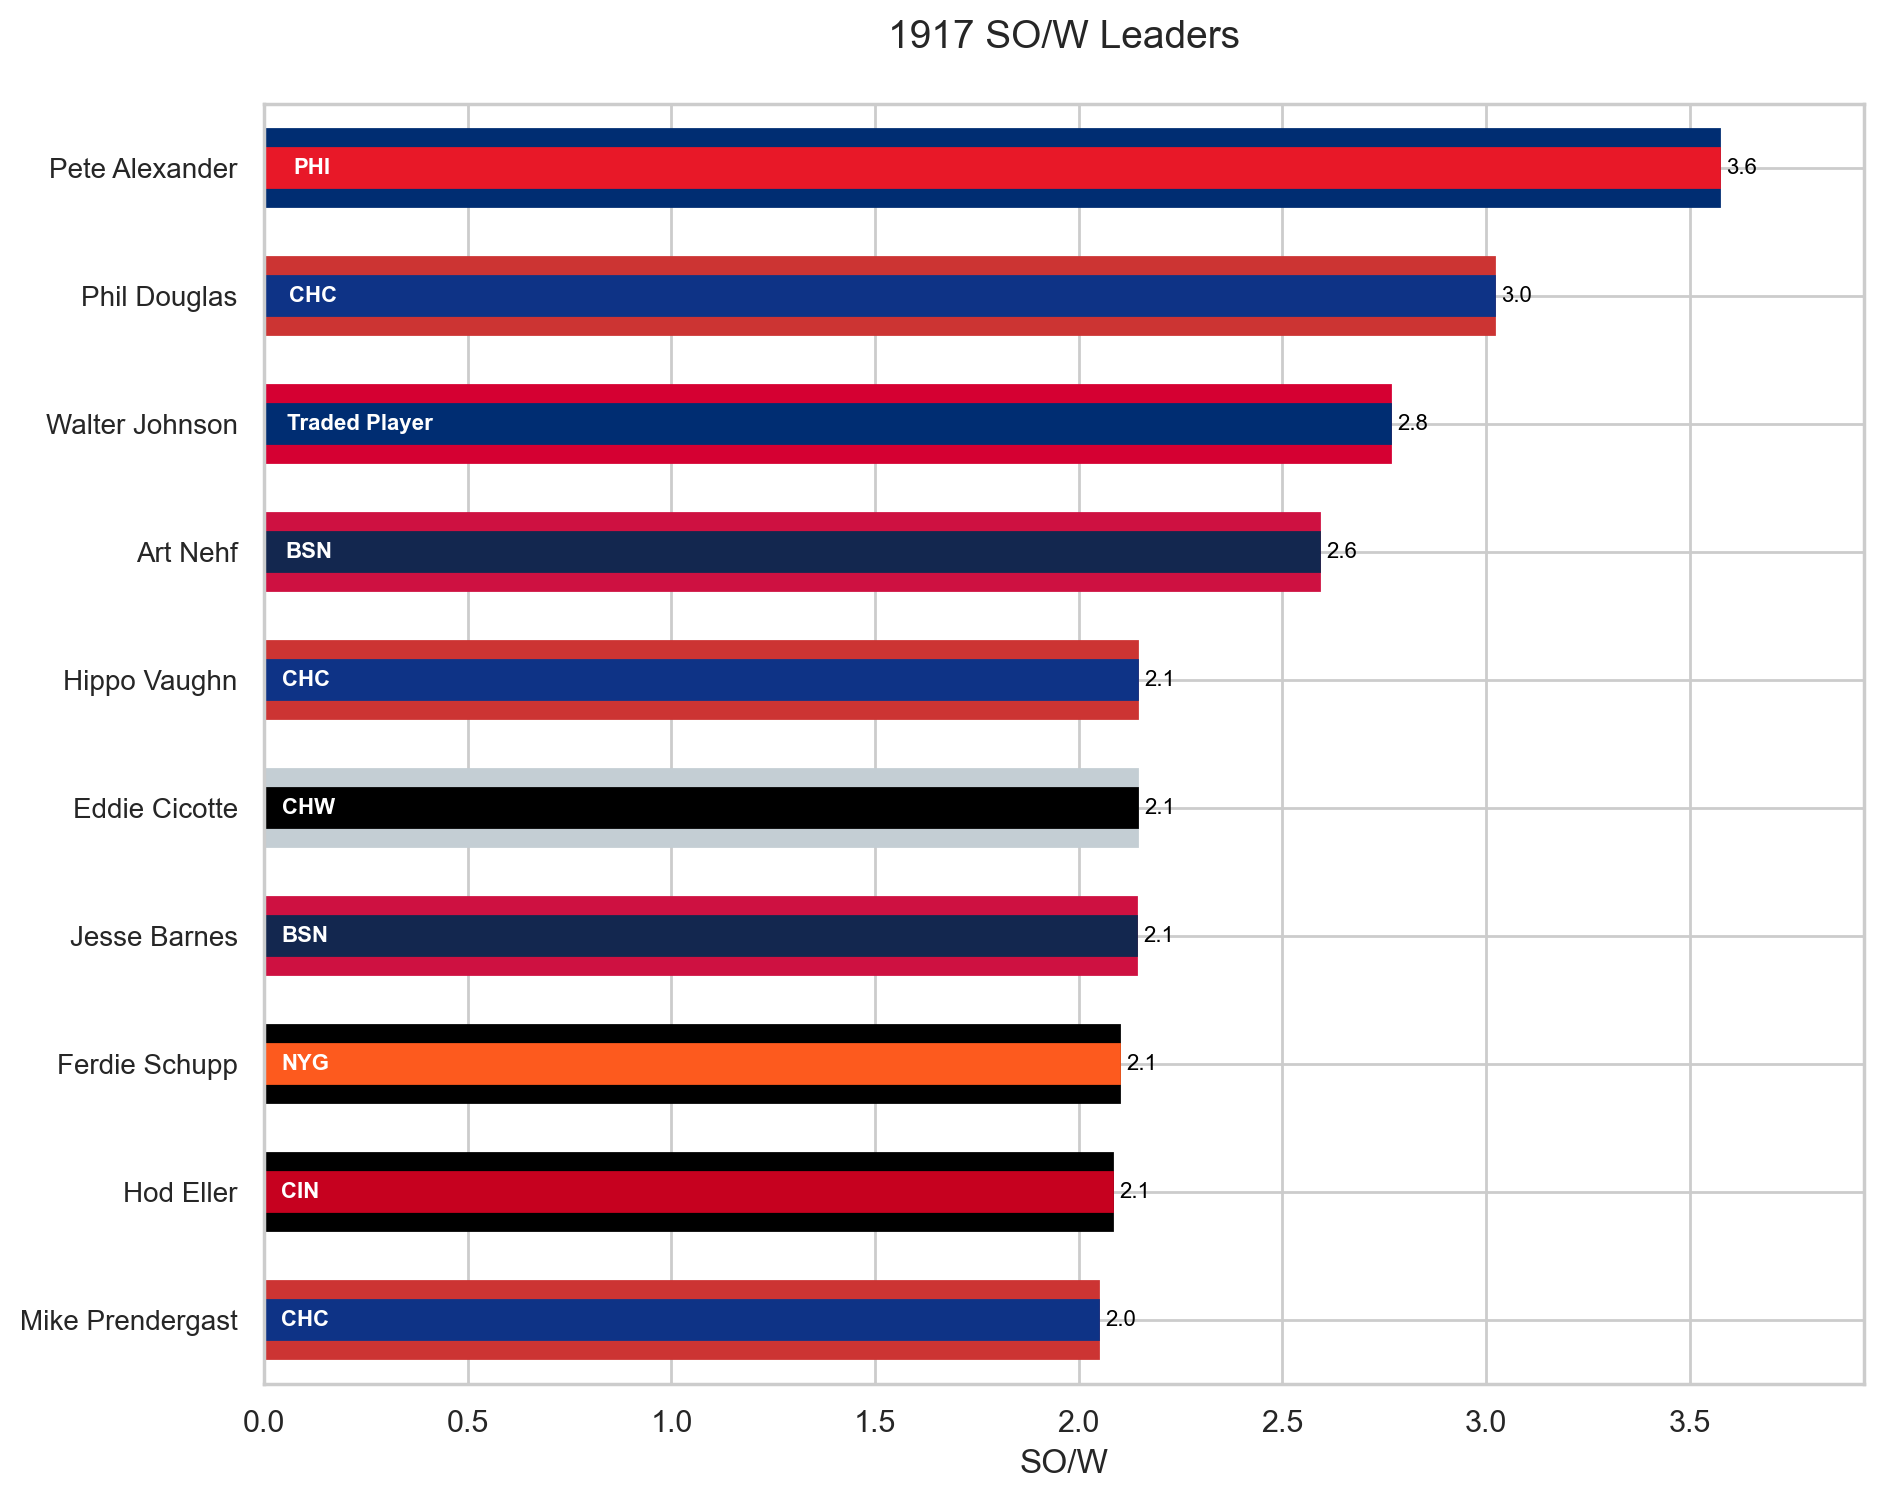 1917 SO/W Leaders
Pete Alexander PHI 3.6
Phil Douglas CHC 3.0
Walter Johnson Traded Player 2.8
Art Nehf BSN 2.6
Hippo Vaughn CHC 2.1
Eddie Cicotte CHW 2.1
Jesse Barnes BSN 2.1
Ferdie Schupp NYG 2.1
Hod Eller CIN 2.1
Mike Prendergast CHC 2.0
0.0 0.5 1.0 1.5 2.0 2.5 3.0 3.5
SO/W